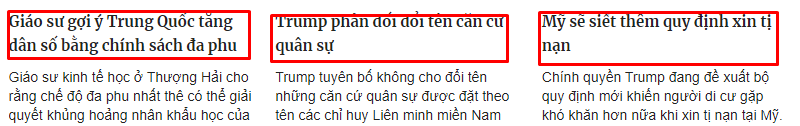 Giáo sư gợi ý Trung Quốc tăng
dân số bằng chính sách đa phu
Giáo sư kinh tế học ở Thượng Hải cho
rằng chế độ đa phu nhất thê có thể giải
quyết khủng hoảng nhân khẩu học của
Trump phản đối đổi tên căn cứ
quân sự
Trump tuyên bố không cho đổi tên
những căn cứ quân sự được đặt theo
tên các chỉ huy Liên minh miền Nam
Mỹ sẽ siết thêm quy định xin tị
nạn
Chính quyền Trump đang đề xuất bộ
quy định mới khiến người di cư gặp
khó khăn hơn nữa khi xin tị nạn tại Mỹ.